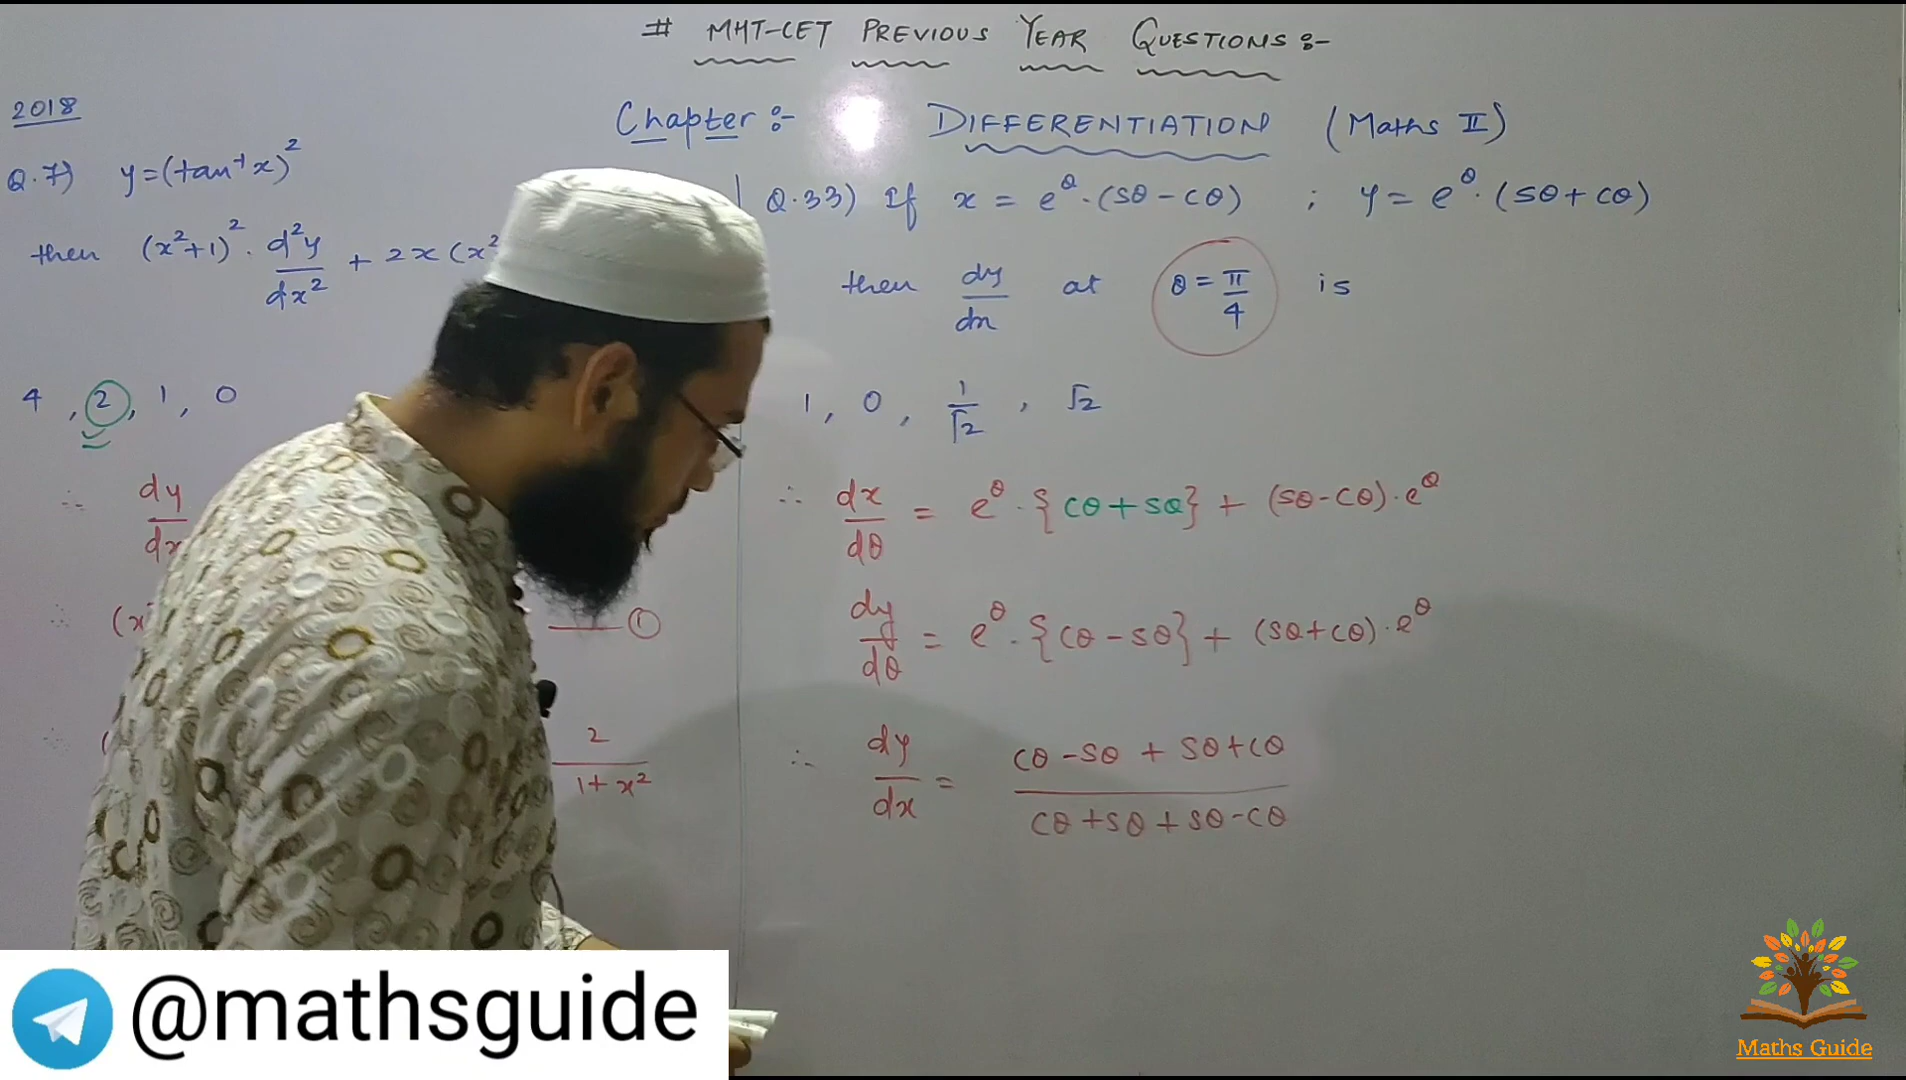 # MHT-CET PREVIOUS YEAR QUESTIONS :-
Chapter :- DIFFERENTIATION (Maths II)
2018
Q.7) y=(tan⁻¹x)²
then (x²+1)² · d²y/dx² + 2x(x²
4, 2, 1, 0
∴ dy/dx
∴ (x ——— ①
∴ ( 2/(1+x²)
Q.33) If x = e^θ·(sθ-cθ) ; y = e^θ·(sθ+cθ)
then dy/dx at θ = π/4 is
1, 0, 1/√2, √2
∴ dx/dθ = e^θ·{cθ+sθ} + (sθ-cθ)·e^θ
dy/dθ = e^θ·{cθ-sθ} + (sθ+cθ)·e^θ
∴ dy/dx = (cθ-sθ + sθ+cθ)/(cθ+sθ+sθ-cθ)
@mathsguide
Maths Guide